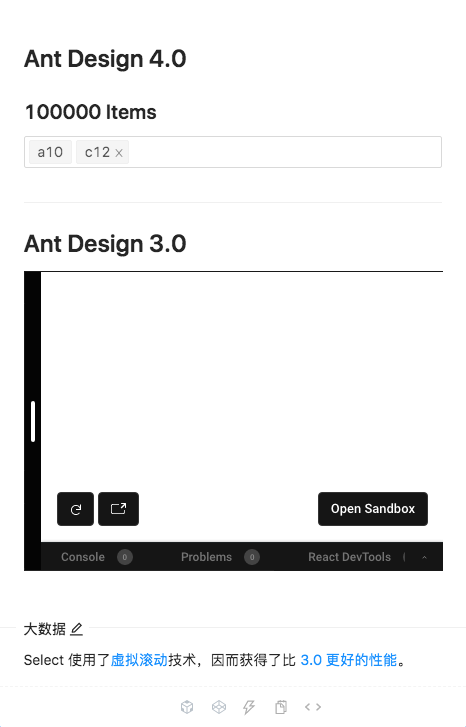 Ant Design 4.0
100000 Items
a10 c12
Ant Design 3.0
Open Sandbox
Console 0 Problems 0 React DevTools
大数据
Select 使用了虚拟滚动技术，因而获得了比 3.0 更好的性能。